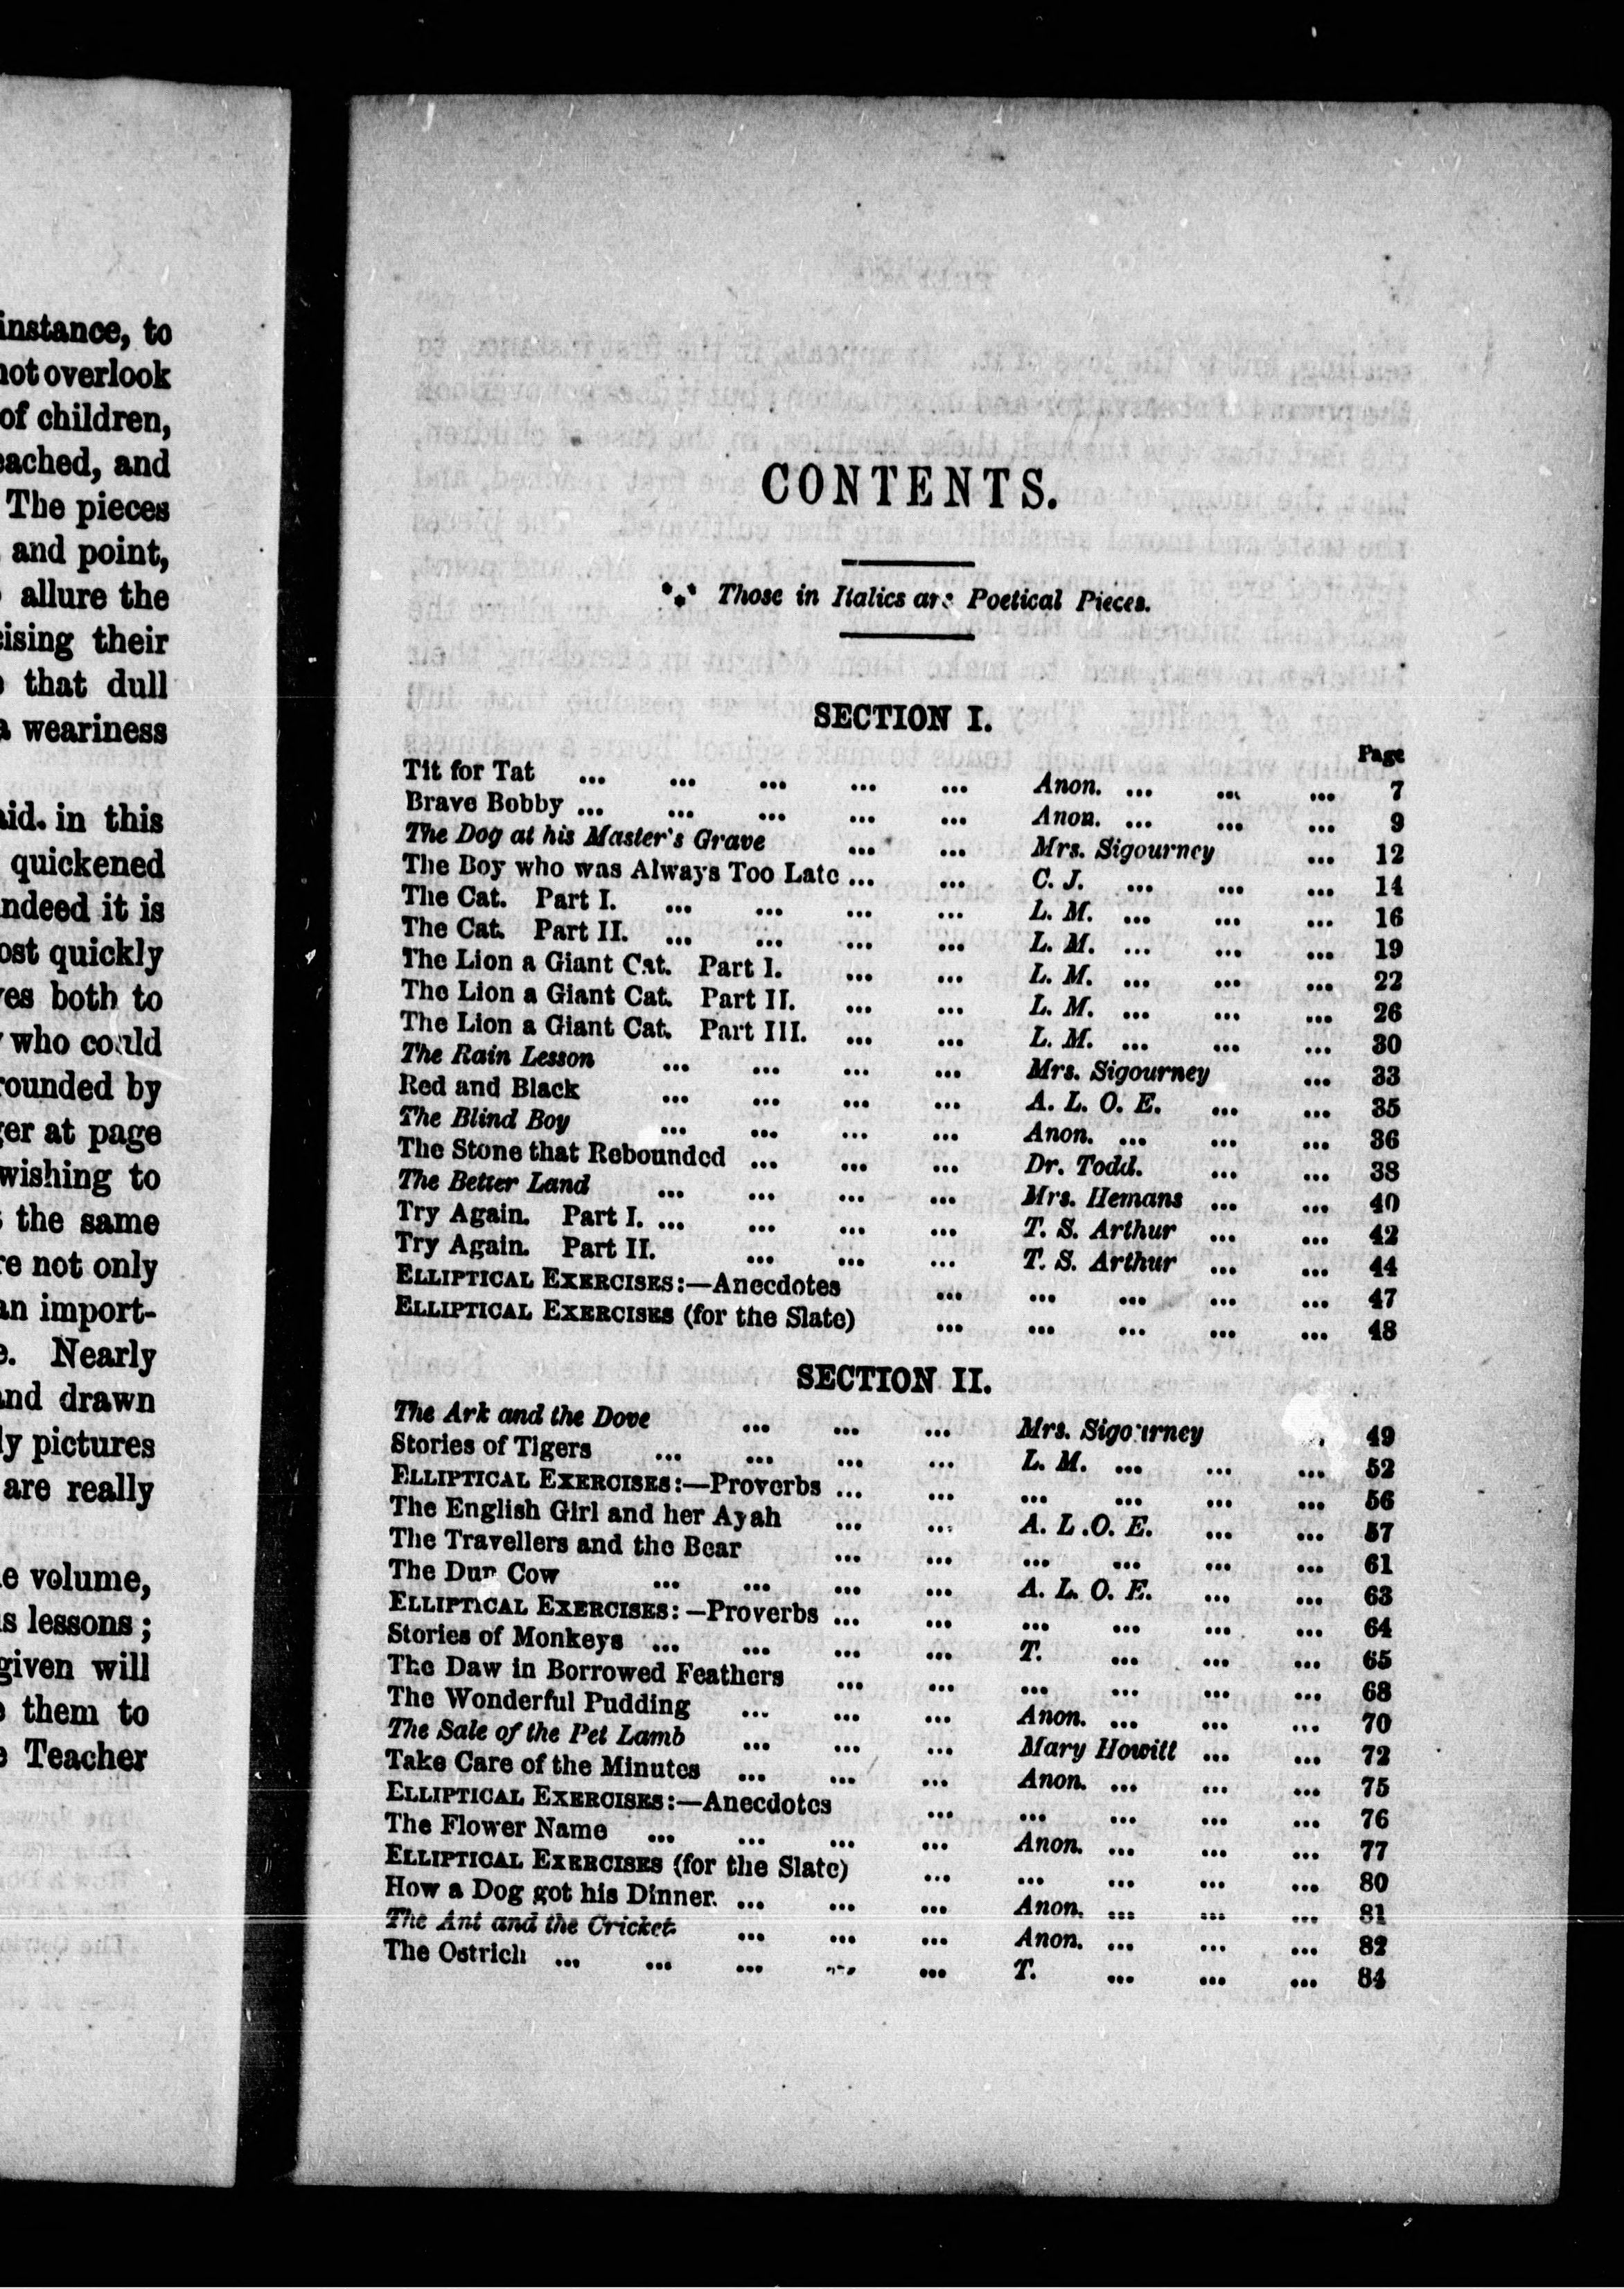 instance, to
not overlook
of children,
eached, and
The pieces
and point,
allure the
cising their
that dull
a weariness
aid. in this
quickened
indeed it is
ost quickly
ves both to
who could
rounded by
ger at page
wishing to
the same
re not only
an import-
e. Nearly
and drawn
ly pictures
are really
e volume,
s lessons;
given will
them to
Teacher
CONTENTS.
*** Those in Italics are Poetical Pieces.
SECTION I.
Page
Tit for Tat ... ... ... ... ... Anon. ... ... ... 7
Brave Bobby ... ... ... ... ... Anon. ... ... ... 9
The Dog at his Master's Grave ... ... Mrs. Sigourney ... 12
The Boy who was Always Too Late ... ... C. J. ... ... ... 14
The Cat. Part I. ... ... ... ... L. M. ... ... ... 16
The Cat. Part II. ... ... ... ... L. M. ... ... ... 19
The Lion a Giant Cat. Part I. ... ... L. M. ... ... ... 22
The Lion a Giant Cat. Part II. ... ... L. M. ... ... ... 26
The Lion a Giant Cat. Part III. ... ... L. M. ... ... ... 30
The Rain Lesson ... ... ... ... Mrs. Sigourney ... 33
Red and Black ... ... ... ... A. L. O. E. ... ... 35
The Blind Boy ... ... ... ... Anon. ... ... ... 36
The Stone that Rebounded ... ... ... Dr. Todd. ... ... 38
The Better Land ... ... ... ... Mrs. Hemans ... ... 40
Try Again. Part I. ... ... ... ... T. S. Arthur ... ... 42
Try Again. Part II. ... ... ... T. S. Arthur ... ... 44
ELLIPTICAL EXERCISES:—Anecdotes ... ... ... ... ... 47
ELLIPTICAL EXERCISES (for the Slate) ... ... ... ... ... 48
SECTION II.
The Ark and the Dove ... ... ... Mrs. Sigourney ... 49
Stories of Tigers ... ... ... ... L. M. ... ... ... 52
ELLIPTICAL EXERCISES:—Proverbs ... ... ... ... ... ... 56
The English Girl and her Ayah ... ... A. L .O. E. ... ... 57
The Travellers and the Bear ... ... ... ... ... ... 61
The Dun Cow ... ... ... ... A. L. O. E. ... ... 63
ELLIPTICAL EXERCISES:—Proverbs ... ... ... ... ... ... 64
Stories of Monkeys ... ... ... ... T. ... ... ... 65
The Daw in Borrowed Feathers ... ... ... ... ... ... 68
The Wonderful Pudding ... ... ... Anon. ... ... ... 70
The Sale of the Pet Lamb ... ... ... Mary Howitt ... ... 72
Take Care of the Minutes ... ... ... Anon. ... ... ... 75
ELLIPTICAL EXERCISES:—Anecdotes ... ... ... ... ... 76
The Flower Name ... ... ... ... Anon. ... ... ... 77
ELLIPTICAL EXERCISES (for the Slate) ... ... ... ... ... 80
How a Dog got his Dinner. ... ... ... Anon. ... ... ... 81
The Ant and the Cricket ... ... ... Anon. ... ... ... 82
The Ostrich ... ... ... ... ... T. ... ... ... 84